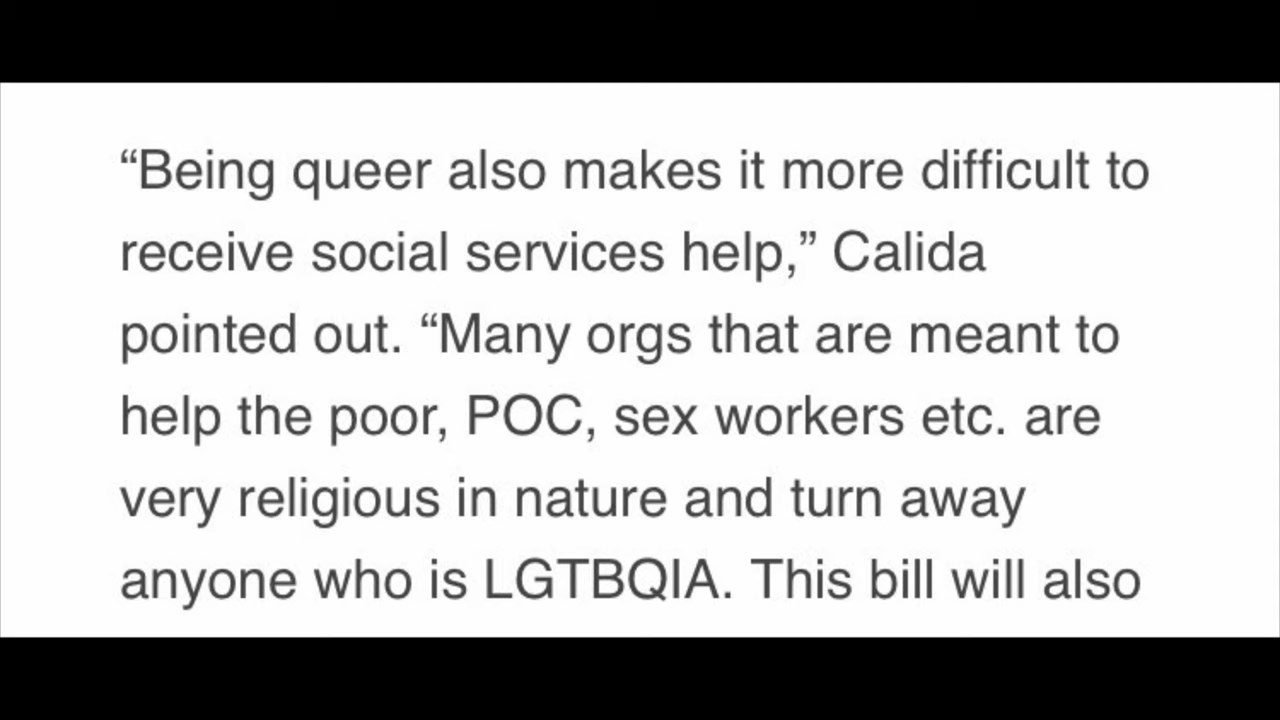 “Being queer also makes it more difficult to
receive social services help,” Calida
pointed out. “Many orgs that are meant to
help the poor, POC, sex workers etc. are
very religious in nature and turn away
anyone who is LGTBQIA. This bill will also